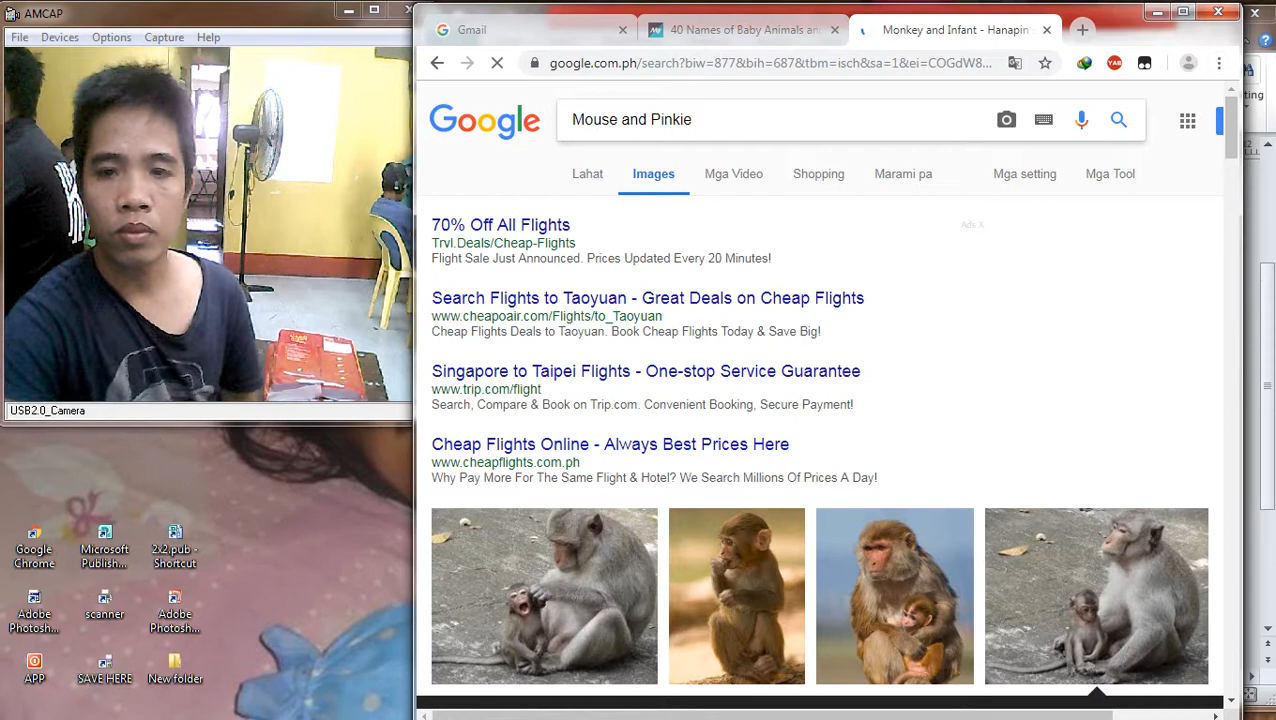 AMCAP
File Devices Options Capture Help
USB2.0_Camera
Google Chrome
Microsoft Publish...
2x2.pub - Shortcut
Adobe Photosh...
scanner
Adobe Photosh...
APP
SAVE HERE
New folder
Gmail
40 Names of Baby Animals a
Monkey and Infant - Hanapin
google.com.ph/search?biw=877&bih=687&tbm=isch&sa=1&ei=COGdW8...
YAB
Google
Mouse and Pinkie
Lahat Images Mga Video Shopping Marami pa Mga setting Mga Tool
70% Off All Flights
Ads X
Trvl.Deals/Cheap-Flights
Flight Sale Just Announced. Prices Updated Every 20 Minutes!
Search Flights to Taoyuan - Great Deals on Cheap Flights
www.cheapoair.com/Flights/to_Taoyuan
Cheap Flights Deals to Taoyuan. Book Cheap Flights Today & Save Big!
Singapore to Taipei Flights - One-stop Service Guarantee
www.trip.com/flight
Search, Compare & Book on Trip.com. Convenient Booking, Secure Payment!
Cheap Flights Online - Always Best Prices Here
www.cheapflights.com.ph
Why Pay More For The Same Flight & Hotel? We Search Millions Of Prices A Day!